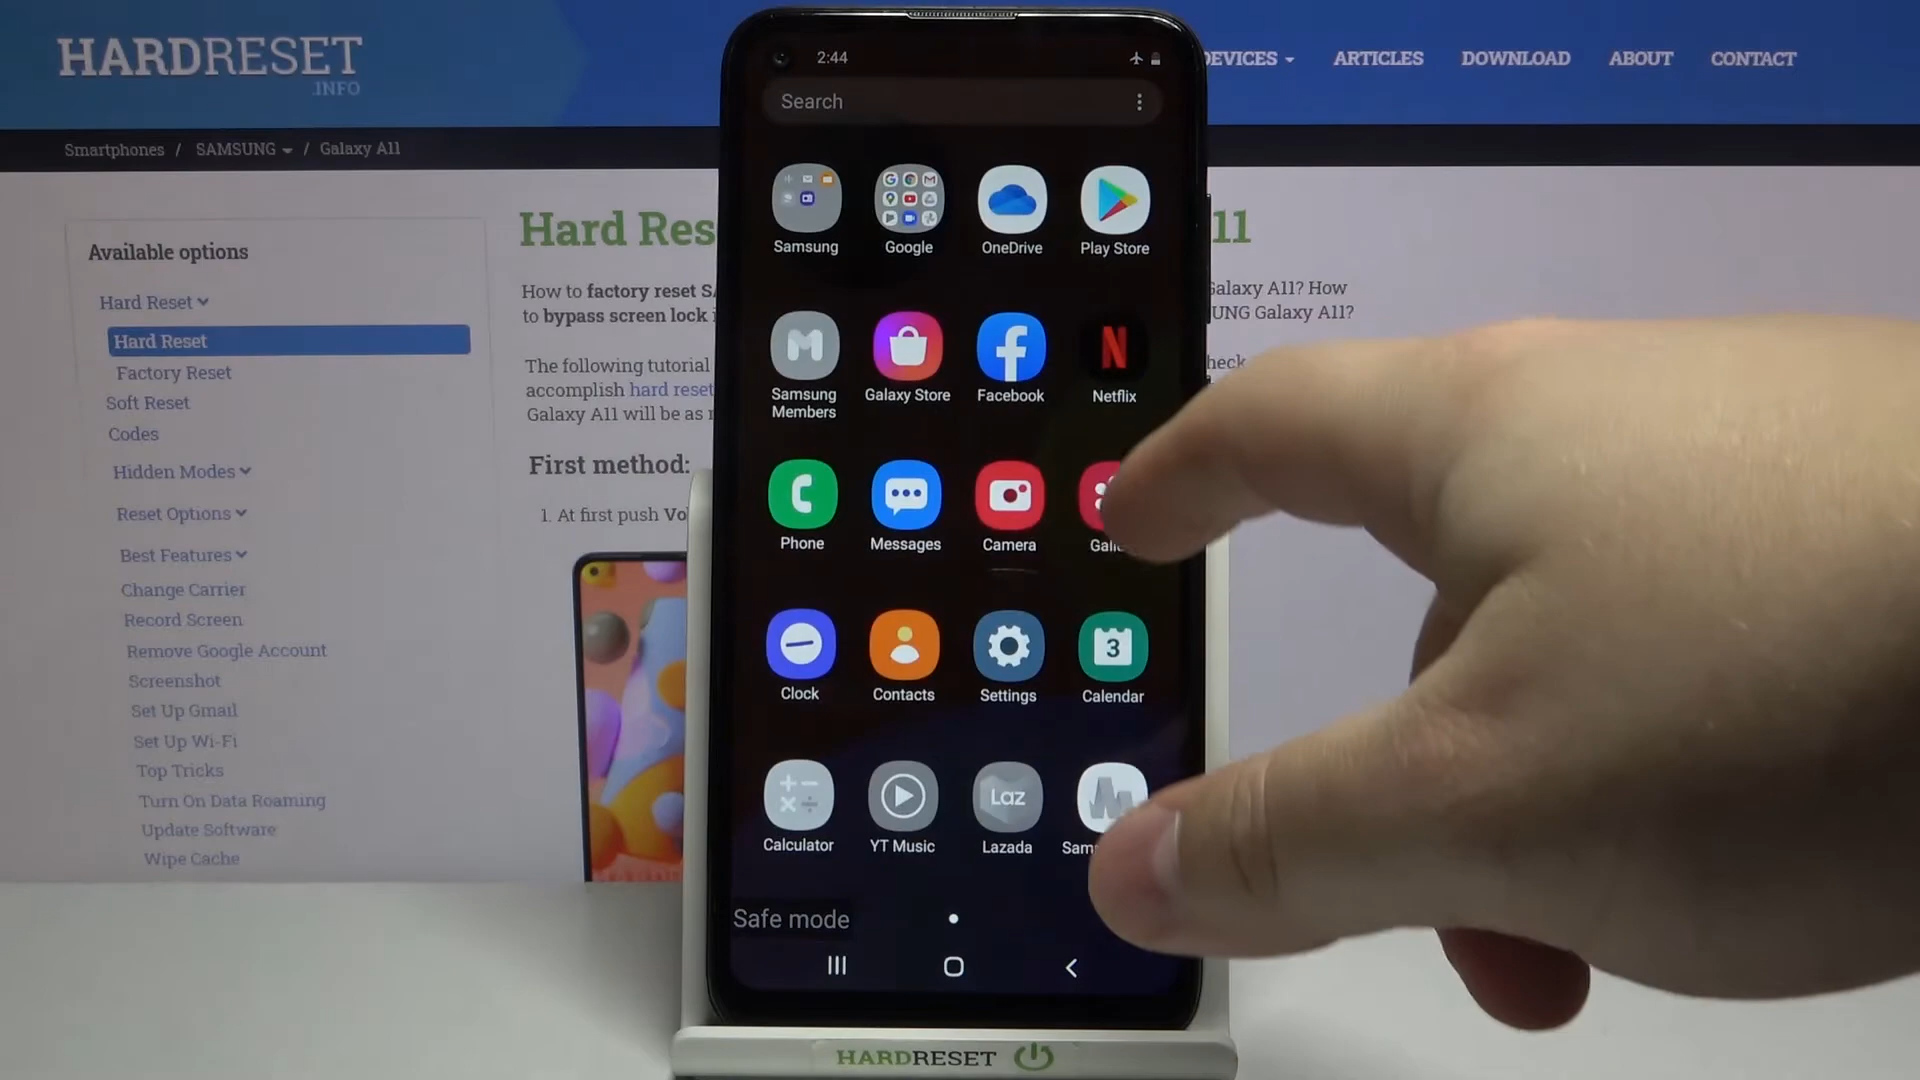 HARDRESET
.INFO
DEVICES
ARTICLES
DOWNLOAD
ABOUT
CONTACT
Smartphones / SAMSUNG / Galaxy A11
Available options
Hard Reset
Hard Reset
Factory Reset
Soft Reset
Codes
Hidden Modes
Reset Options
Best Features
Change Carrier
Record Screen
Remove Google Account
Screenshot
Set Up Gmail
Set Up Wi-Fi
Top Tricks
Turn On Data Roaming
Update Software
Wipe Cache
Hard Res
11
How to factory reset
Galaxy A11? How
to bypass screen lock
UNG Galaxy A11?
The following tutorial
accomplish hard reset
Galaxy A11 will be as
First method:
1. At first push
2:44
Search
Samsung
Google
OneDrive
Play Store
Samsung
Members
Galaxy Store
Facebook
N
Netflix
Phone
Messages
Camera
Clock
Contacts
Settings
3
Calendar
Calculator
YT Music
Laz
Lazada
Safe mode
HARDRESET